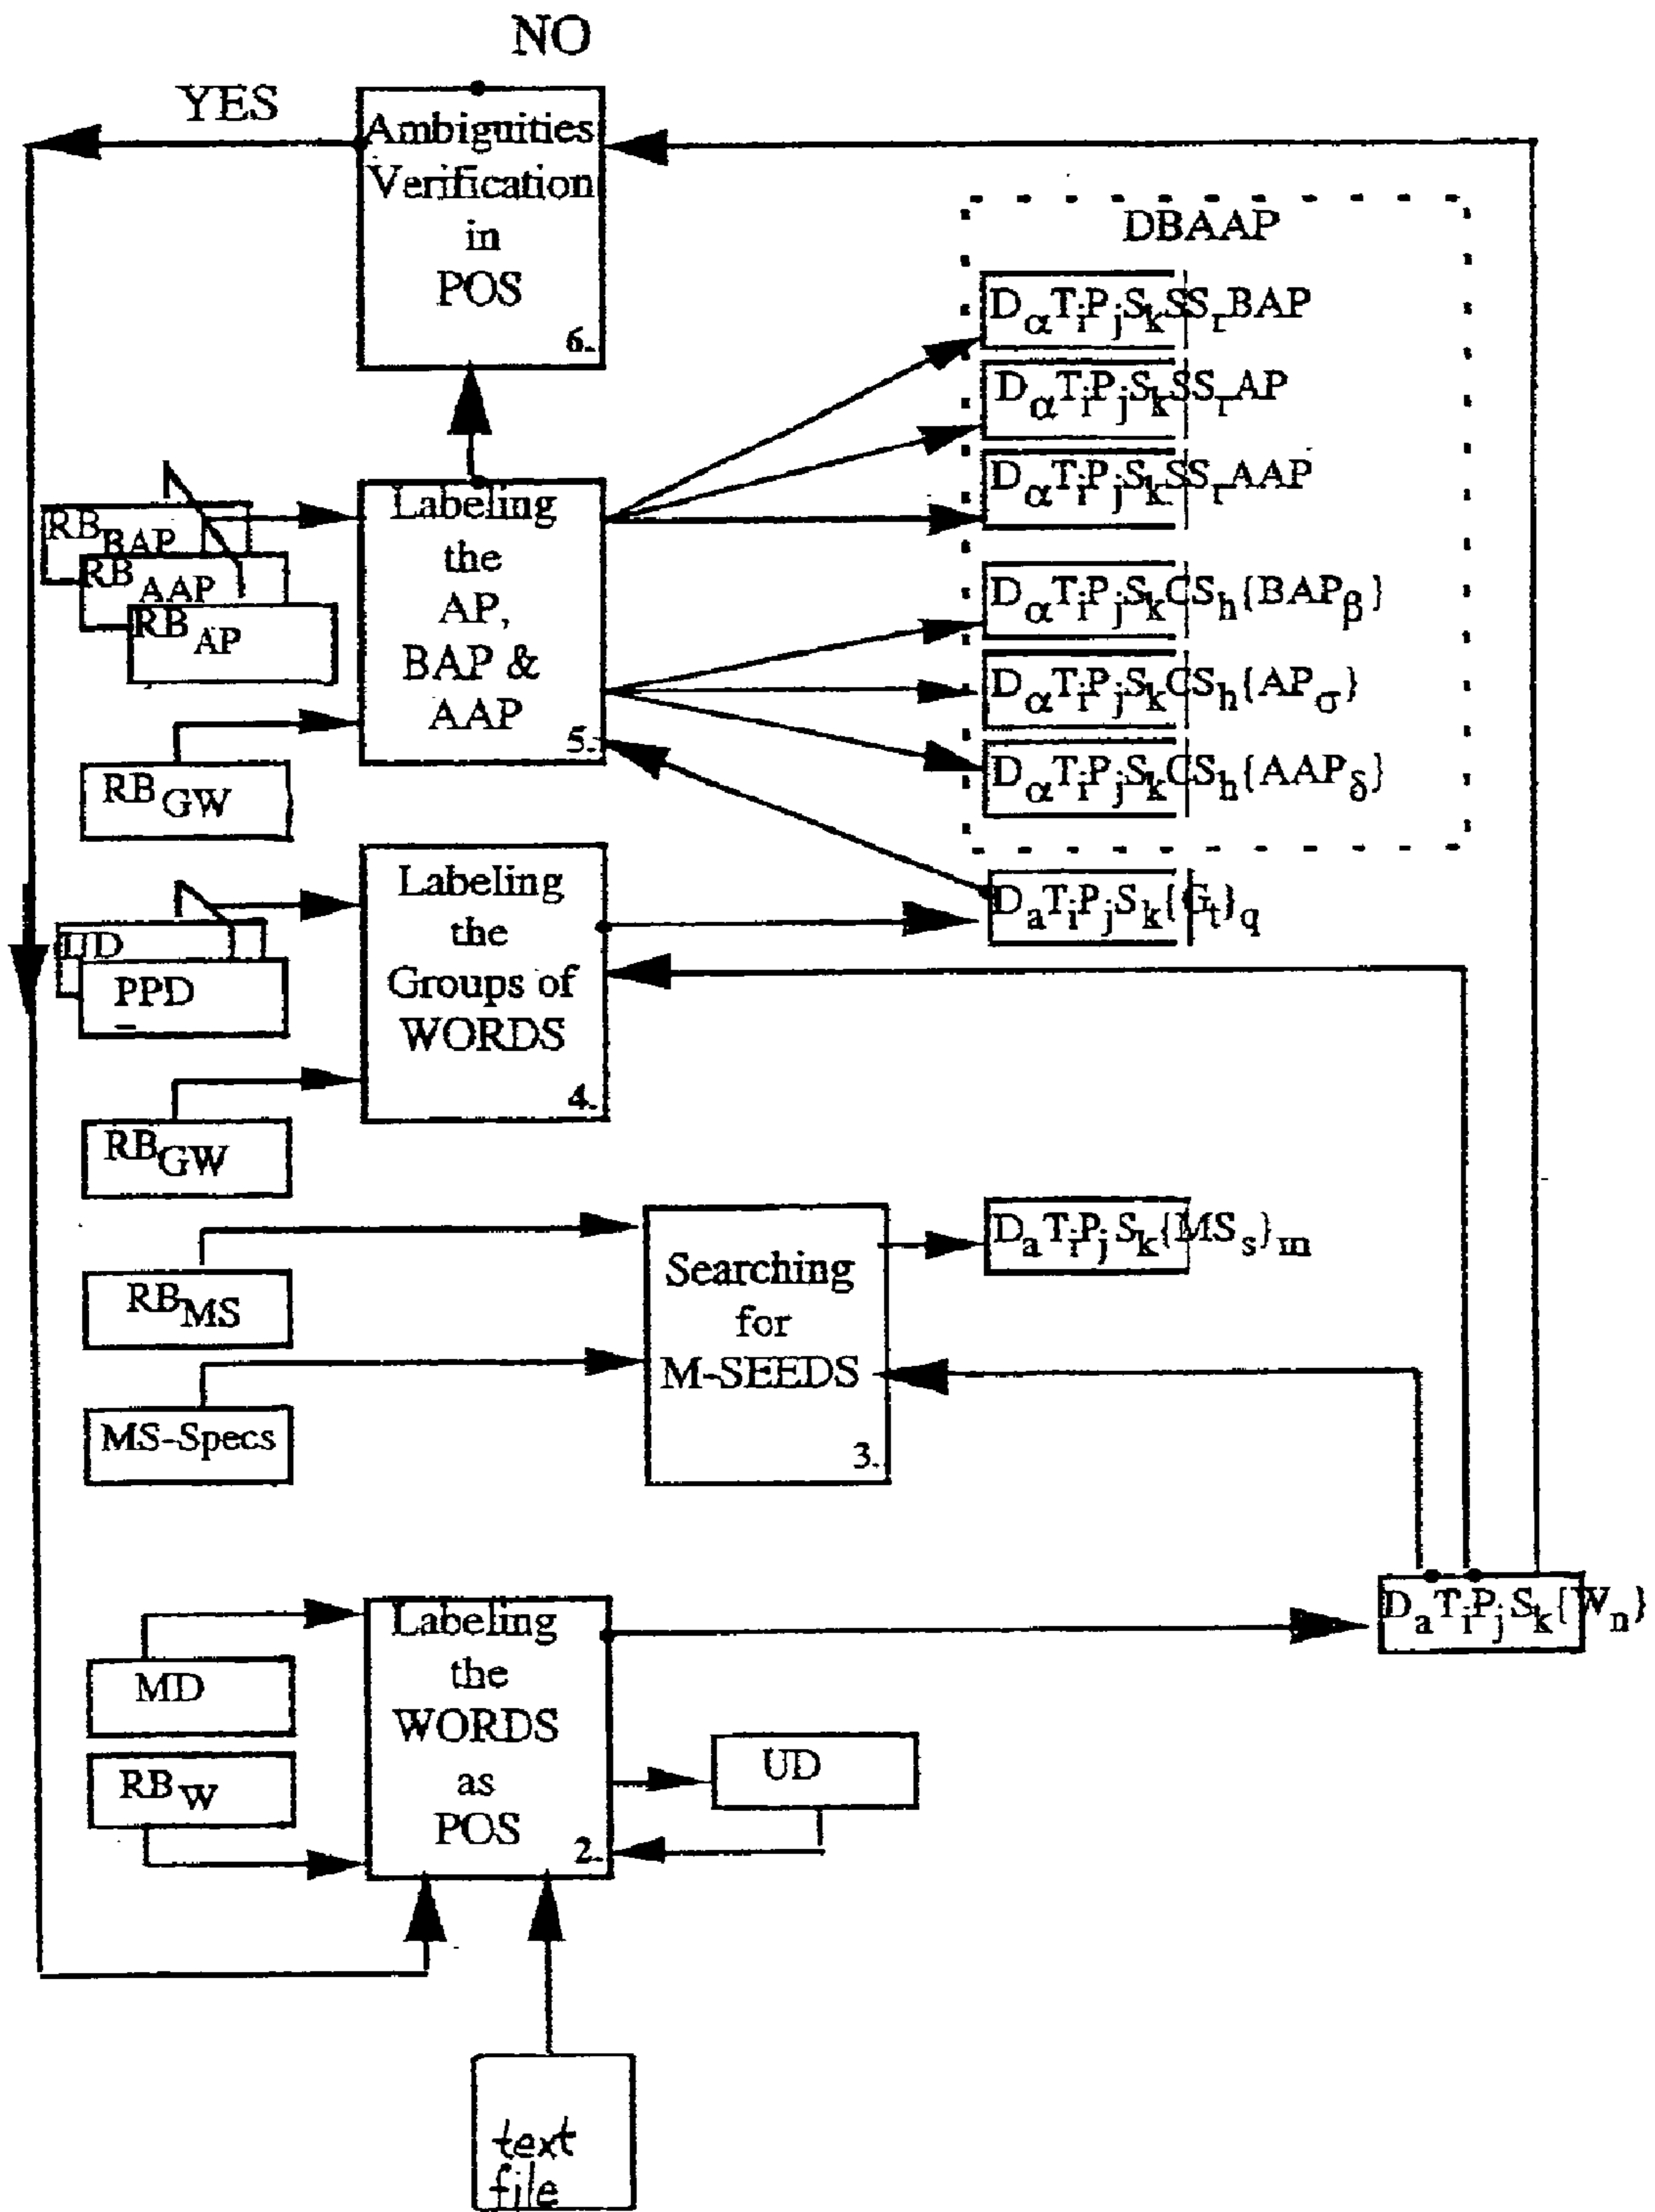 NO
YES
Ambiguities
Verification
in
POS
6.
DBAAP
DαTiPjSkSSrBAP
DαTiPjSkSSrAP
DαTiPjSkSSrAAP
DαTiPjSkCSh{BAPβ}
DαTiPjSkCSh{APσ}
DαTiPjSkCSh{AAPδ}
Labeling
the
AP,
BAP &
AAP
5.
RBBAP
RBAAP
RBAP
RBGW
Labeling
the
Groups of
WORDS
4.
DaTiPjSk{Gt}q
UD
PPD
RBGW
Searching
for
M-SEEDS
3.
DaTiPjSk{MSs}m
RBMS
MS-Specs
Labeling
the
WORDS
as
POS
2.
DaTiPjSk{Wn}
MD
RBW
UD
text
file